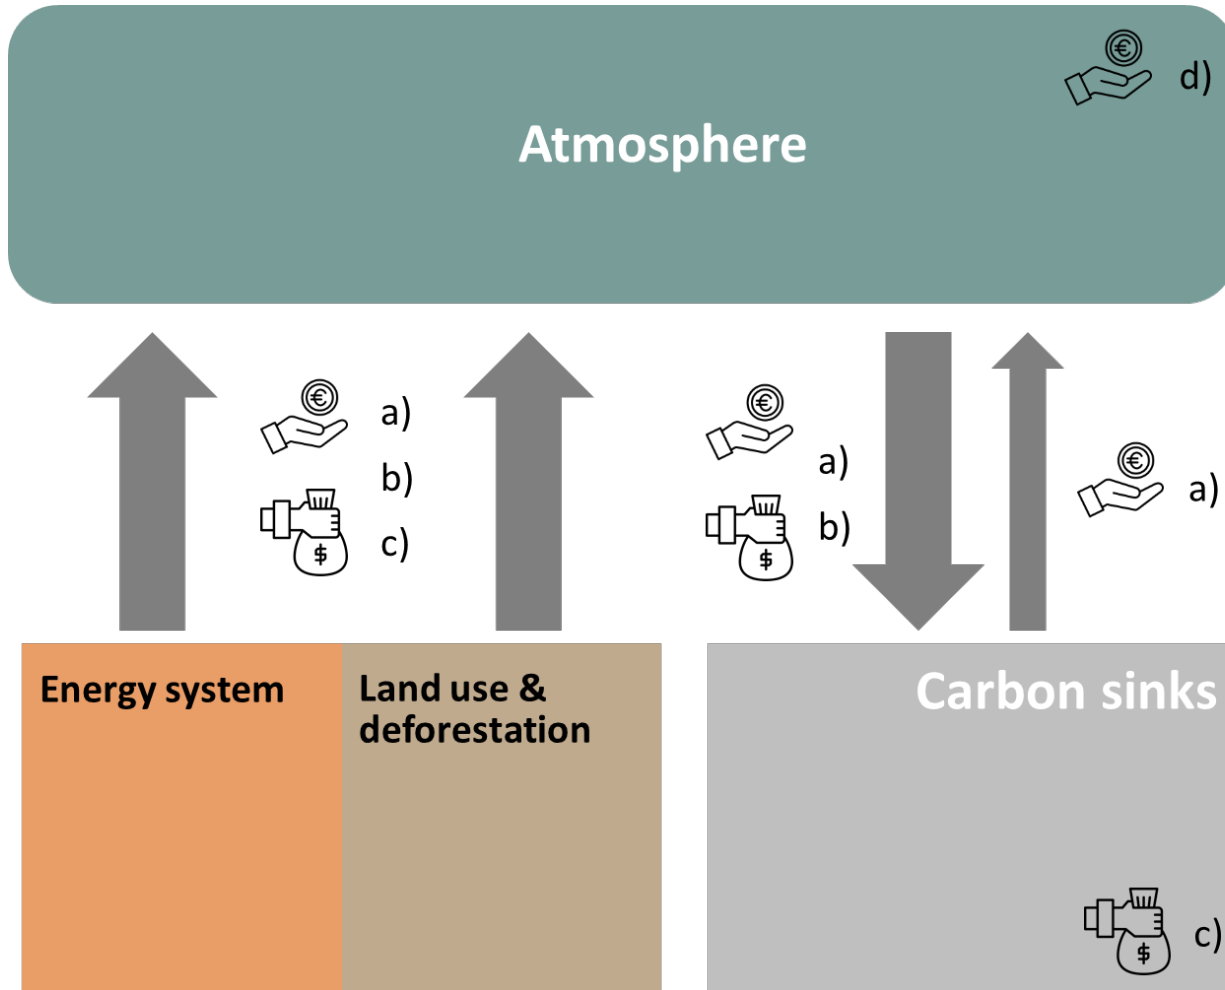 € d)
Atmosphere
€ a)
b)
$ c)
€
a)
$ b)
€ a)
Energy system
Land use &
deforestation
Carbon sinks
$ c)